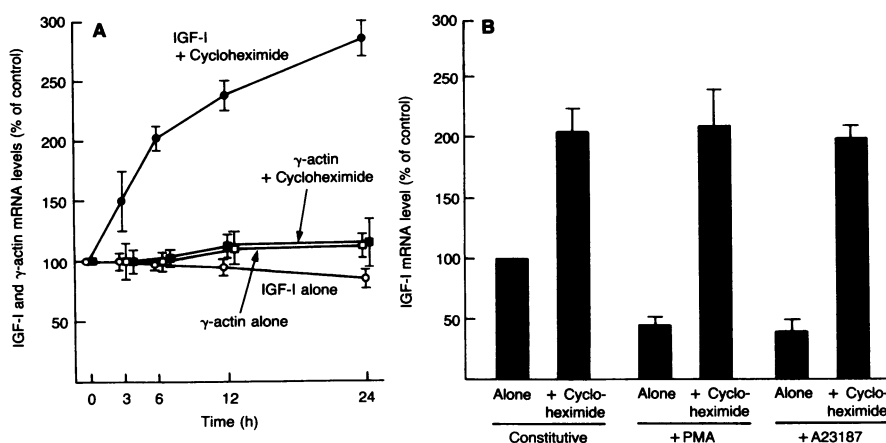 A
IGF-I and γ-actin mRNA levels (% of control)
300
250
200
150
100
50
IGF-I
+ Cycloheximide
γ-actin
+ Cycloheximide
IGF-I alone
γ-actin alone
0 3 6 12 24
Time (h)
B
IGF-I mRNA level (% of control)
300
250
200
150
100
50
Alone + Cyclo- Alone + Cyclo- Alone + Cyclo-
heximide heximide heximide
Constitutive +PMA +A23187